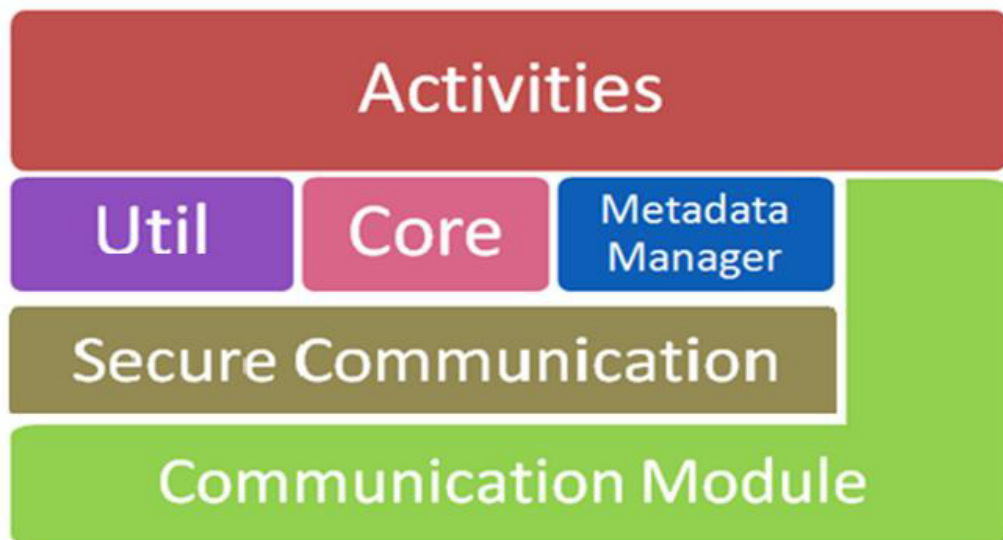 Activities
Util
Core
Metadata
Manager
Secure Communication
Communication Module